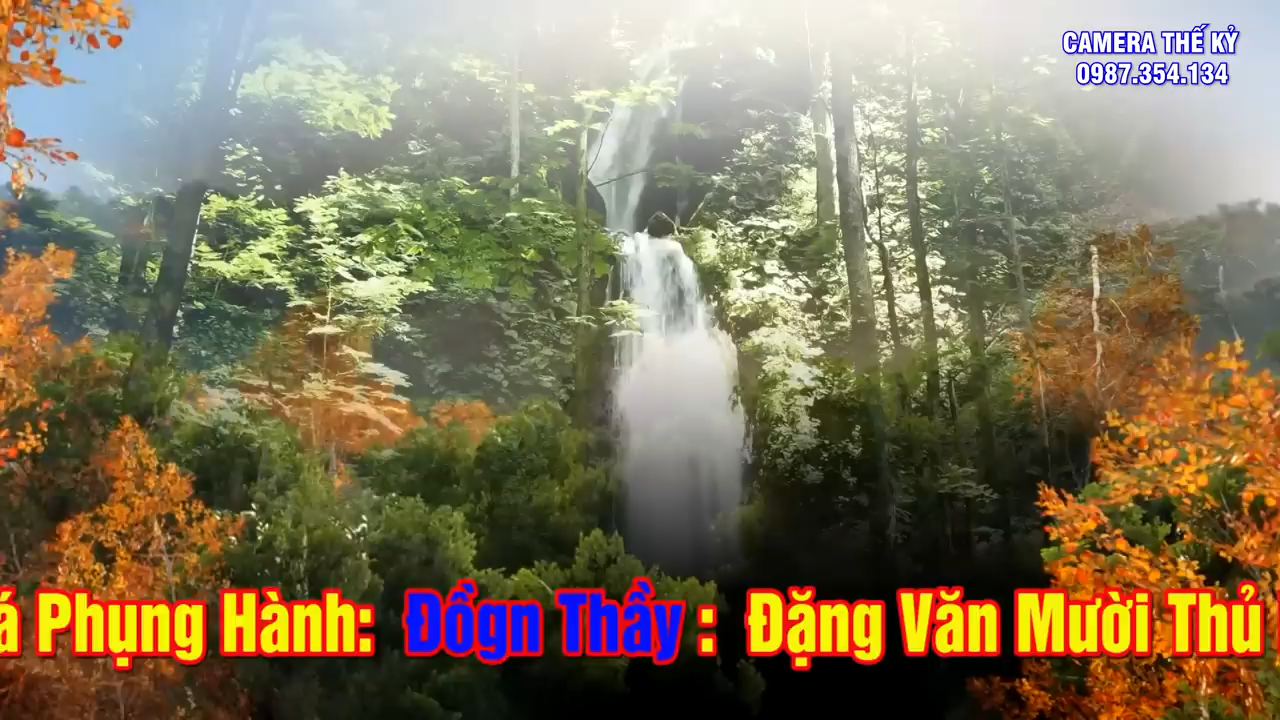 CAMERA THẾ KỶ
0987.354.134
á Phụng Hành: Đồgn Thầy : Đặng Văn Mười Thủ